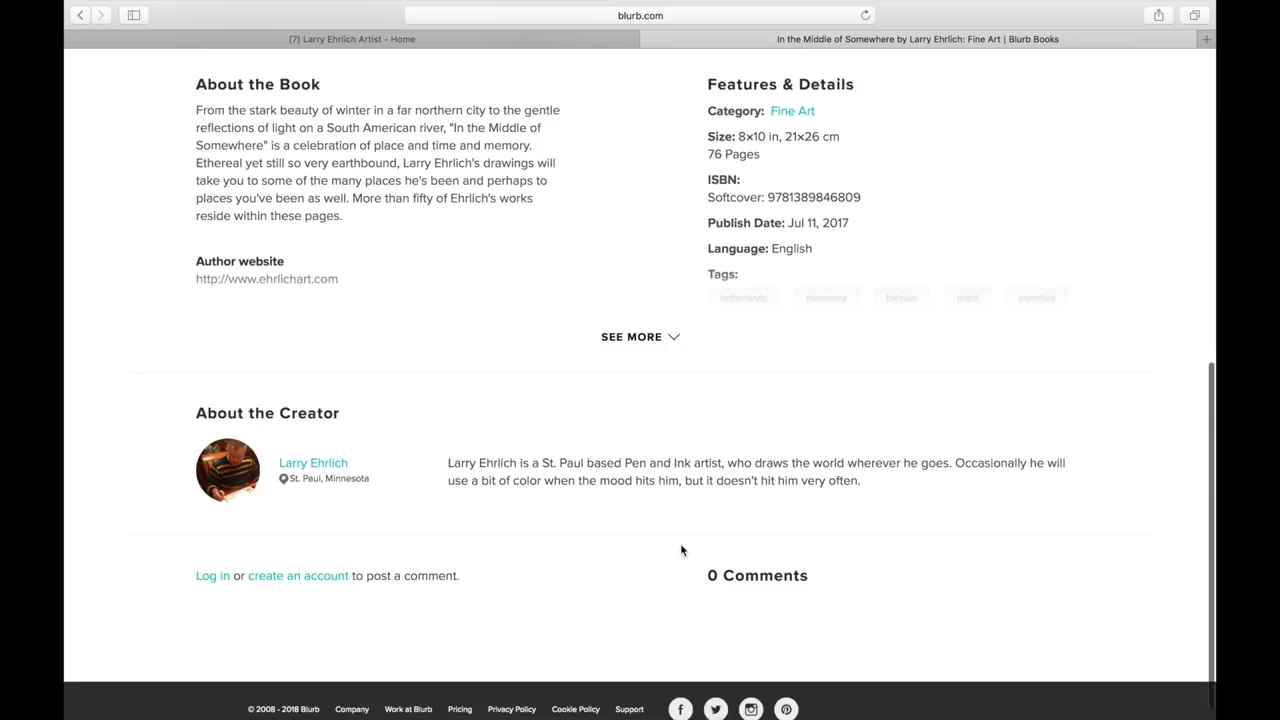 blurb.com
(7) Larry Ehrlich Artist - Home
In the Middle of Somewhere by Larry Ehrlich: Fine Art | Blurb Books
About the Book
From the stark beauty of winter in a far northern city to the gentle
reflections of light on a South American river, "In the Middle of
Somewhere" is a celebration of place and time and memory.
Ethereal yet still so very earthbound, Larry Ehrlich's drawings will
take you to some of the many places he's been and perhaps to
places you've been as well. More than fifty of Ehrlich's works
reside within these pages.
Author website
http://www.ehrlichart.com
Features & Details
Category: Fine Art
Size: 8×10 in, 21×26 cm
76 Pages
ISBN:
Softcover: 9781389846809
Publish Date: Jul 11, 2017
Language: English
Tags:
netherlands minnesota belgium brazil argentina
SEE MORE
About the Creator
Larry Ehrlich
St. Paul, Minnesota
Larry Ehrlich is a St. Paul based Pen and Ink artist, who draws the world wherever he goes. Occasionally he will
use a bit of color when the mood hits him, but it doesn't hit him very often.
Log in or create an account to post a comment.
0 Comments
© 2008 - 2018 Blurb Company Work at Blurb Pricing Privacy Policy Cookie Policy Support